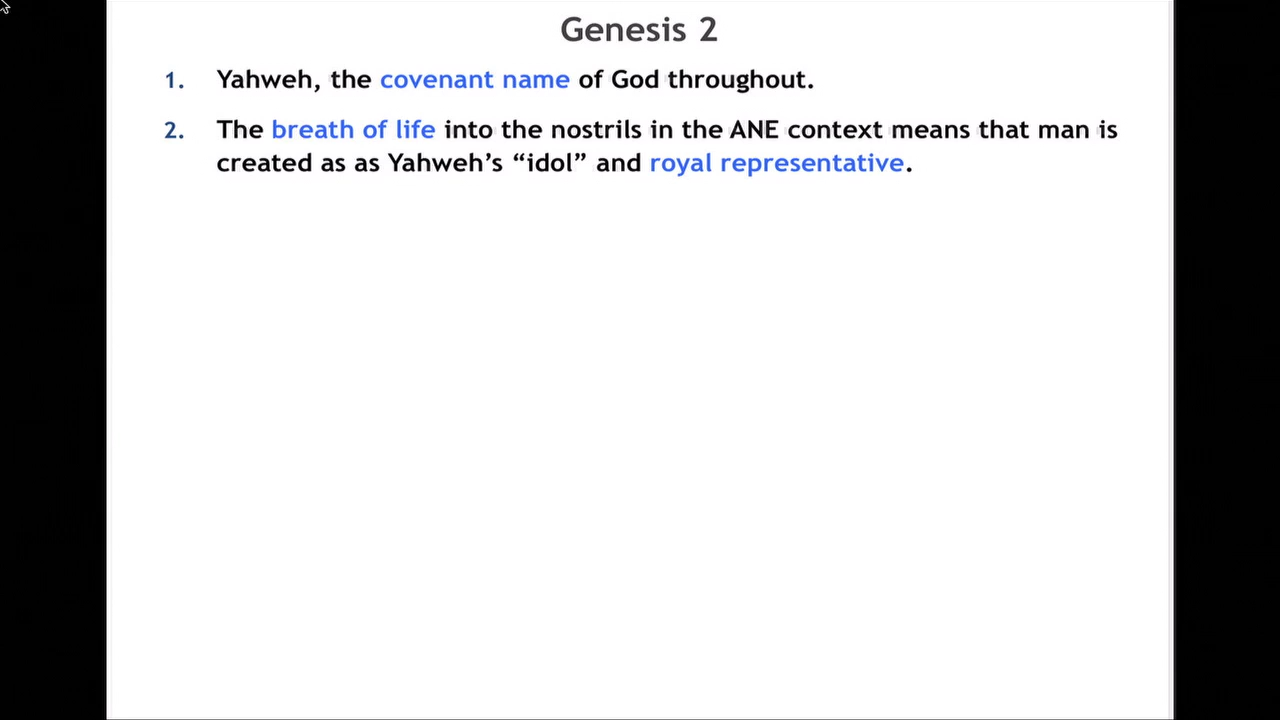 Genesis 2
1. Yahweh, the covenant name of God throughout.
2. The breath of life into the nostrils in the ANE context means that man is
created as as Yahweh’s “idol” and royal representative.